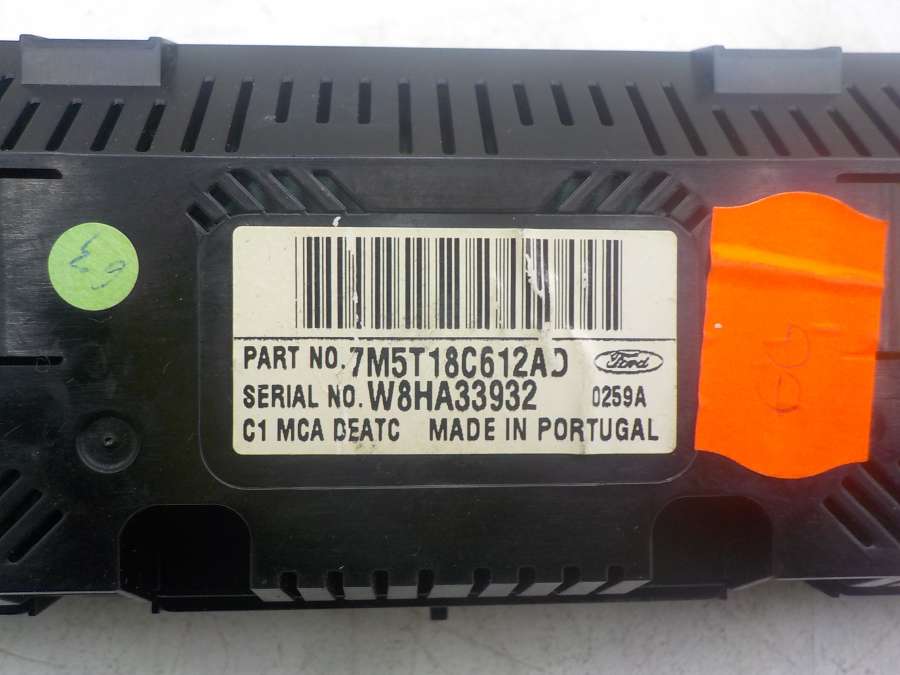 PART NO. 7M5T18C612AD Ford
SERIAL NO. W8HA33932 0259A
C1 MCA DEATC MADE IN PORTUGAL